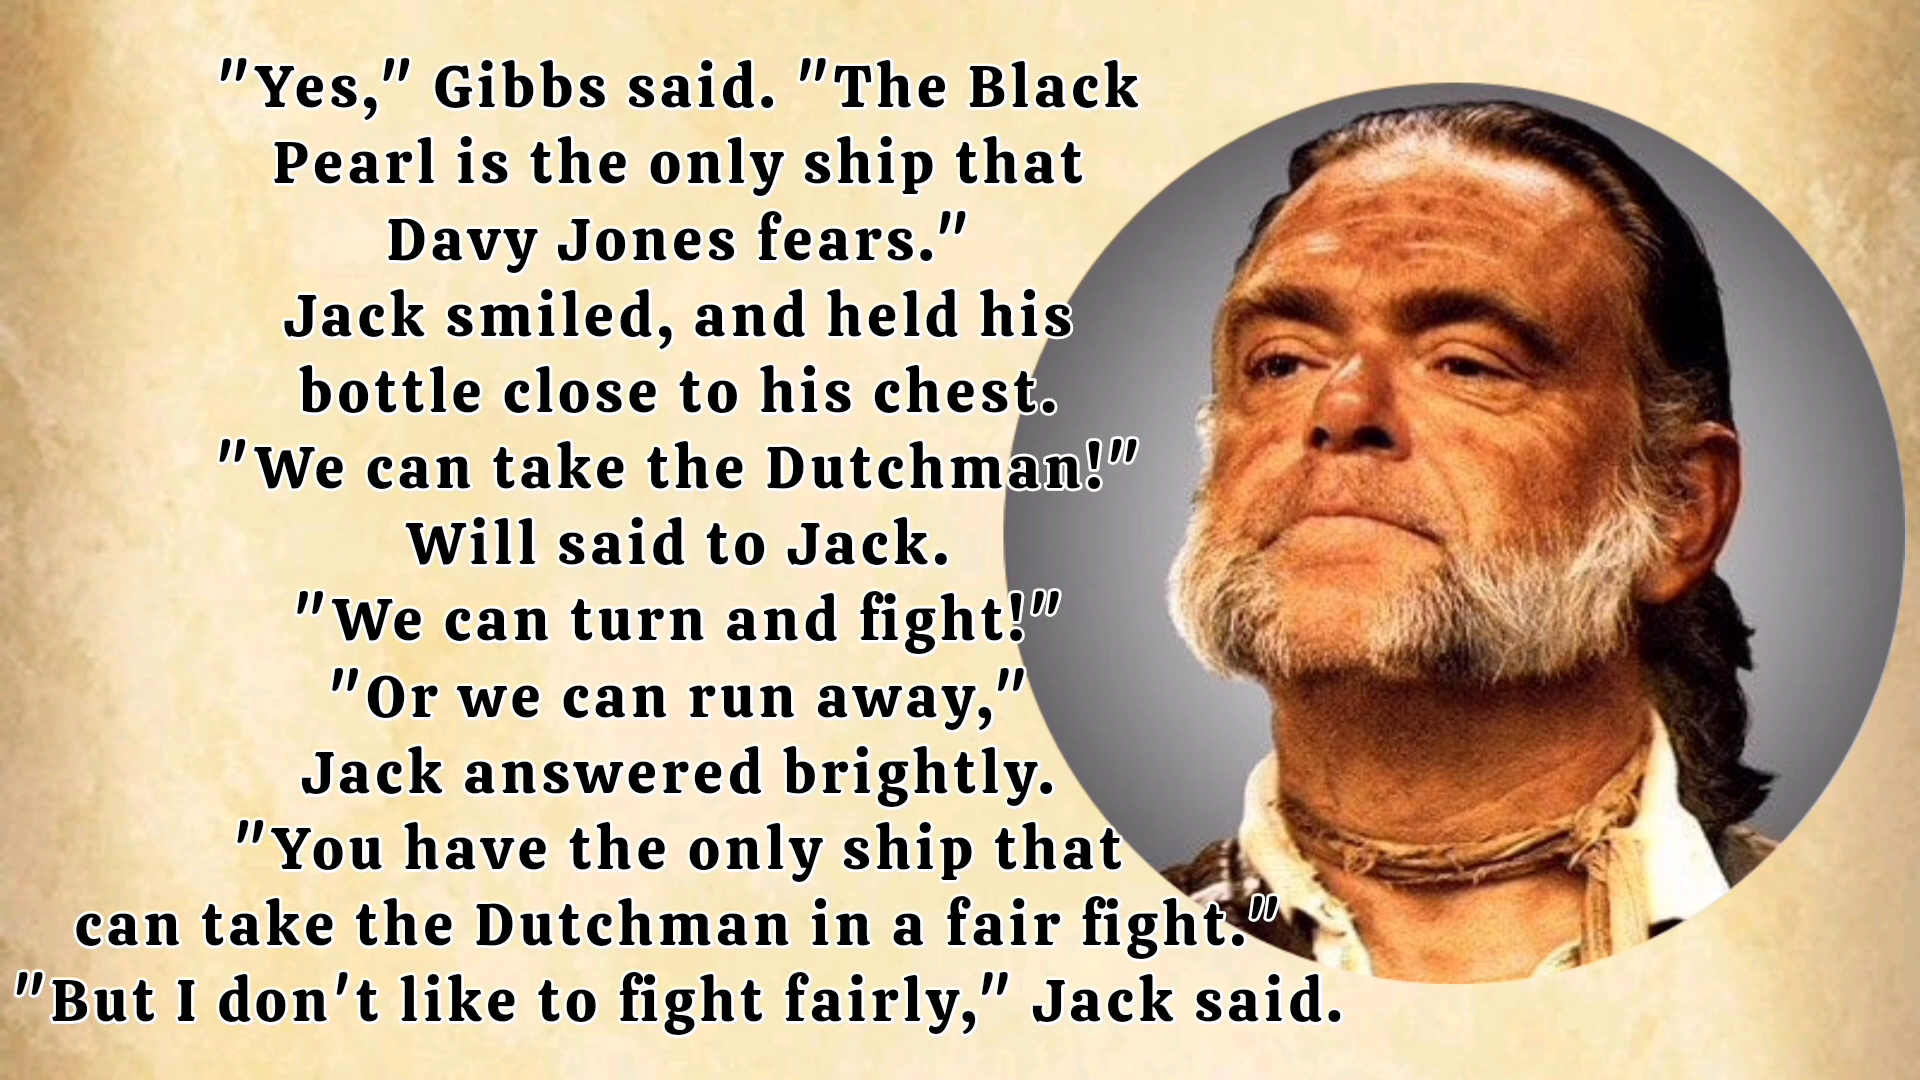 "Yes," Gibbs said. "The Black
Pearl is the only ship that
Davy Jones fears."
Jack smiled, and held his
bottle close to his chest.
"We can take the Dutchman!"
Will said to Jack.
"We can turn and fight!"
"Or we can run away,"
Jack answered brightly.
"You have the only ship that
can take the Dutchman in a fair fight."
"But I don't like to fight fairly," Jack said.